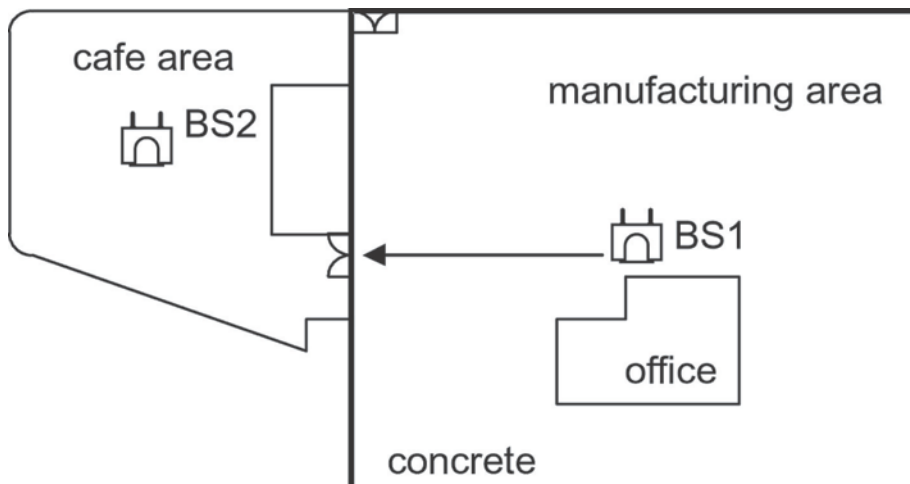 cafe area
manufacturing area
BS2
BS1
office
concrete